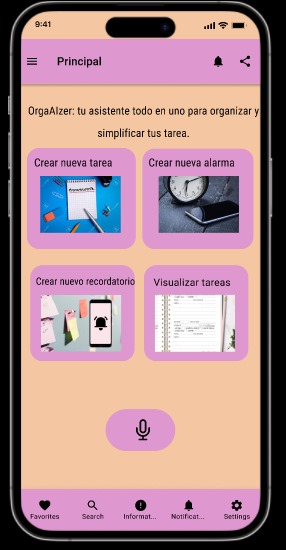 9:41
Principal
OrgaAIzer: tu asistente todo en uno para organizar y
simplificar tus tarea.
Crear nueva tarea
Crear nueva alarma
Crear nuevo recordatorio
Visualizar tareas
Favorites
Search
Informat...
Notificat...
Settings